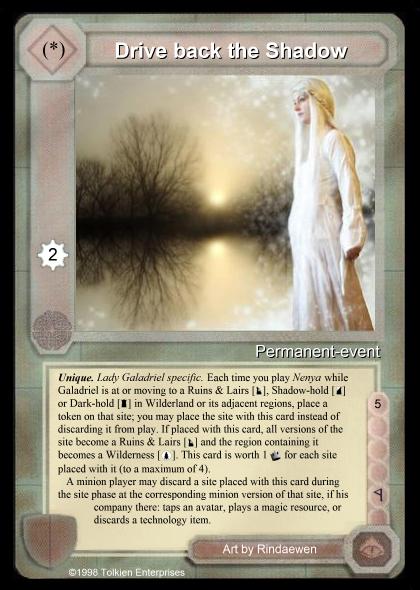 (*)
Drive back the Shadow
2
Permanent-event
Unique. Lady Galadriel specific. Each time you play Nenya while
Galadriel is at or moving to a Ruins & Lairs [ ], Shadow-hold [ ]
or Dark-hold [ ] in Wilderland or its adjacent regions, place a
token on that site; you may place the site with this card instead of
discarding it from play. If placed with this card, all versions of the
site become a Ruins & Lairs [ ] and the region containing it
becomes a Wilderness [ ]. This card is worth 1 for each site
placed with it (to a maximum of 4).
A minion player may discard a site placed with this card during
the site phase at the corresponding minion version of that site, if his
company there: taps an avatar, plays a magic resource, or
discards a technology item.
5
Art by Rindaewen
©1998 Tolkien Enterprises